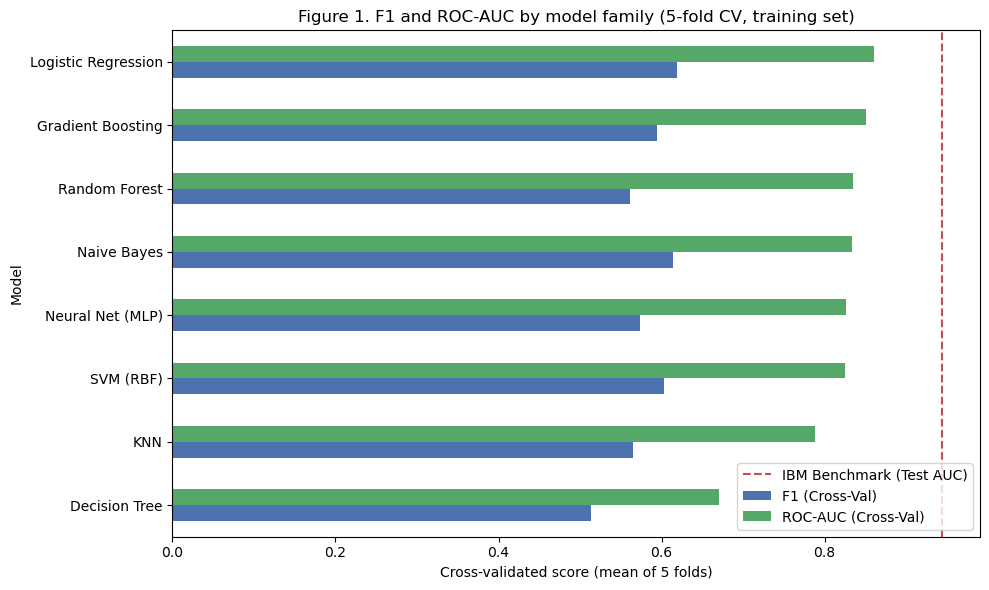 Figure 1. F1 and ROC-AUC by model family (5-fold CV, training set)
Model
Logistic Regression
Gradient Boosting
Random Forest
Naive Bayes
Neural Net (MLP)
SVM (RBF)
KNN
Decision Tree
IBM Benchmark (Test AUC)
F1 (Cross-Val)
ROC-AUC (Cross-Val)
0.0 0.2 0.4 0.6 0.8
Cross-validated score (mean of 5 folds)